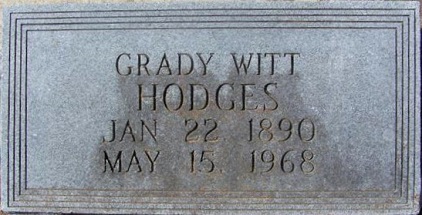 GRADY WITT
HODGES
JAN 22 1890
MAY 15, 1968